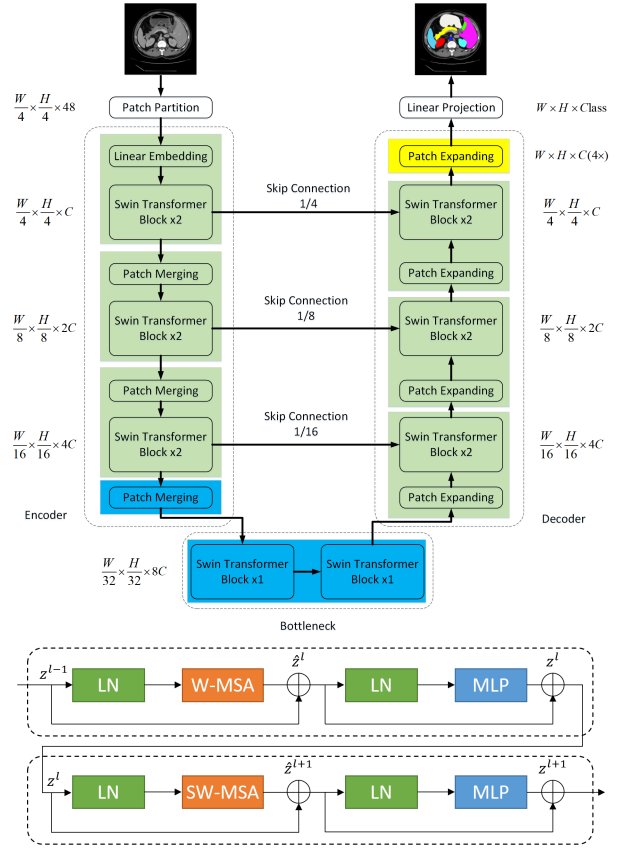 W/4 × H/4 × 48
Patch Partition
Linear Projection
W × H × Class
Linear Embedding
Patch Expanding
W × H × C(4×)
W/4 × H/4 × C
Swin Transformer
Block x2
Skip Connection
1/4
Swin Transformer
Block x2
W/4 × H/4 × C
Patch Merging
Patch Expanding
W/8 × H/8 × 2C
Swin Transformer
Block x2
Skip Connection
1/8
Swin Transformer
Block x2
W/8 × H/8 × 2C
Patch Merging
Patch Expanding
W/16 × H/16 × 4C
Swin Transformer
Block x2
Skip Connection
1/16
Swin Transformer
Block x2
W/16 × H/16 × 4C
Patch Merging
Patch Expanding
Encoder
Decoder
W/32 × H/32 × 8C
Swin Transformer
Block x1
Swin Transformer
Block x1
Bottleneck
z^{l-1}
LN
W-MSA
ẑ^l
LN
MLP
z^l
z^l
LN
SW-MSA
ẑ^{l+1}
LN
MLP
z^{l+1}